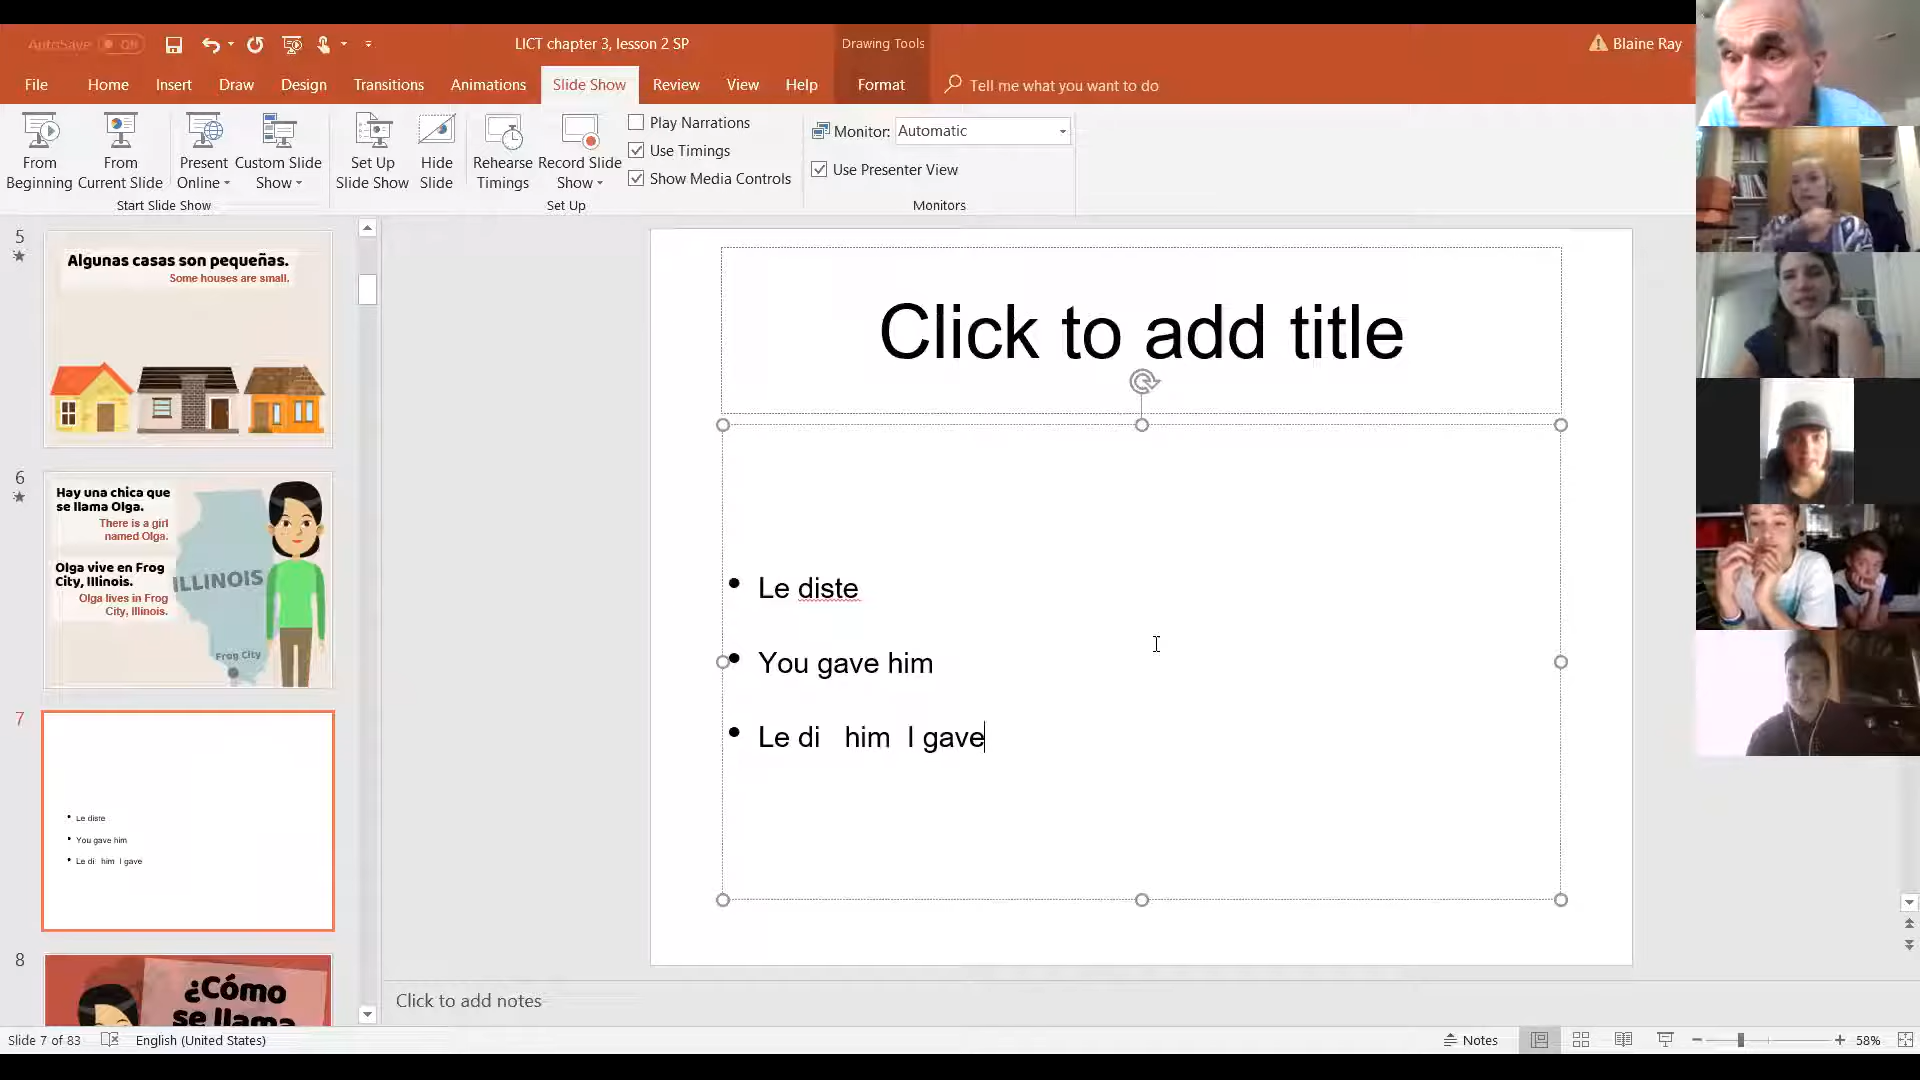 AutoSave Off
LICT chapter 3, lesson 2 SP
Drawing Tools
Blaine Ray
File Home Insert Draw Design Transitions Animations Slide Show Review View Help Format Tell me what you want to do
From Beginning
From Current Slide
Present Online
Custom Slide Show
Set Up Slide Show
Hide Slide
Rehearse Timings
Record Slide Show
Play Narrations
Use Timings
Show Media Controls
Monitor: Automatic
Use Presenter View
Start Slide Show
Set Up
Monitors
5
Algunas casas son pequeñas.
Some houses are small.
6
Hay una chica que
se llama Olga.
There is a girl
named Olga.
Olga vive en Frog
City, Illinois.
Olga lives in Frog
City, Illinois.
ILLINOIS
Frog City
7
Le diste
You gave him
Le di him I gave
8
¿Cómo
se llama
Click to add title
Le diste
You gave him
Le di him I gave
Click to add notes
Slide 7 of 83 English (United States) Notes 58%